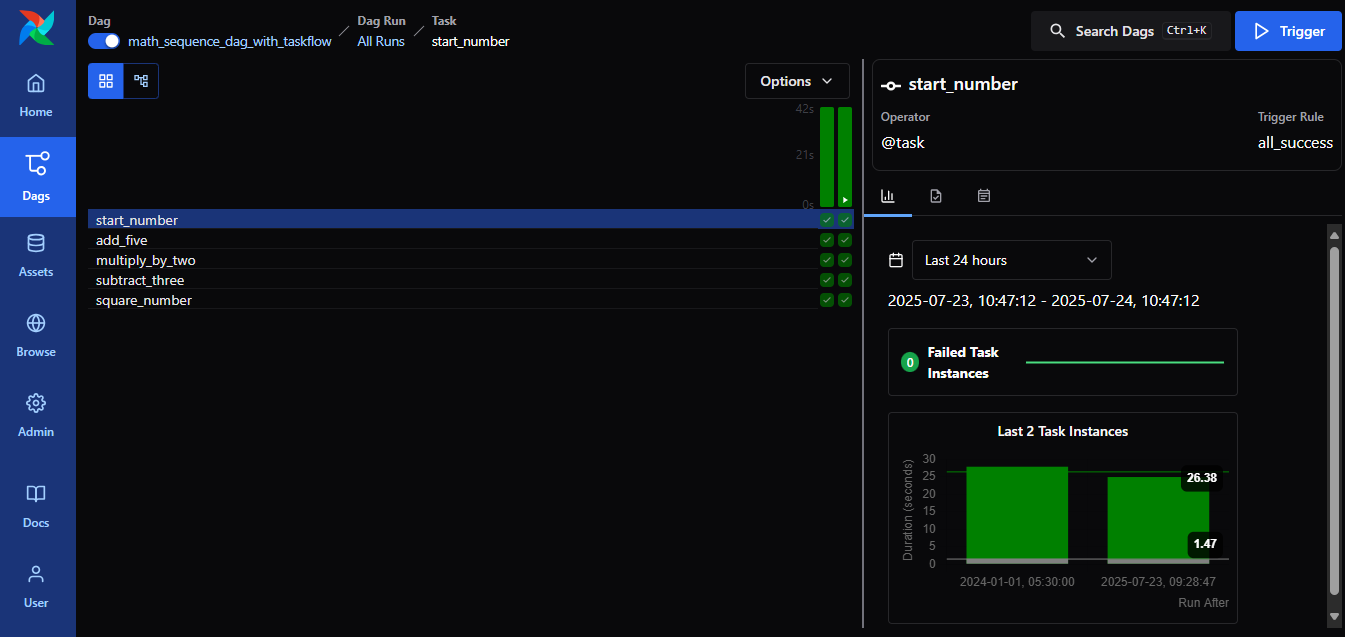 Home
Dags
Assets
Browse
Admin
Docs
User
Dag
math_sequence_dag_with_taskflow
Dag Run
All Runs
Task
start_number
Search Dags Ctrl+K
Trigger
Options
42s
21s
0s
start_number
add_five
multiply_by_two
subtract_three
square_number
start_number
Operator
Trigger Rule
@task
all_success
Last 24 hours
2025-07-23, 10:47:12 - 2025-07-24, 10:47:12
0
Failed Task
Instances
Last 2 Task Instances
Duration (seconds)
30
25
20
15
10
5
0
26.38
1.47
2024-01-01, 05:30:00
2025-07-23, 09:28:47
Run After